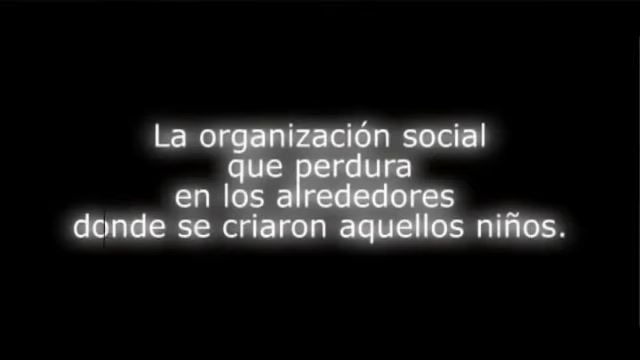 La organización social
que perdura
en los alrededores
donde se criaron aquellos niños.